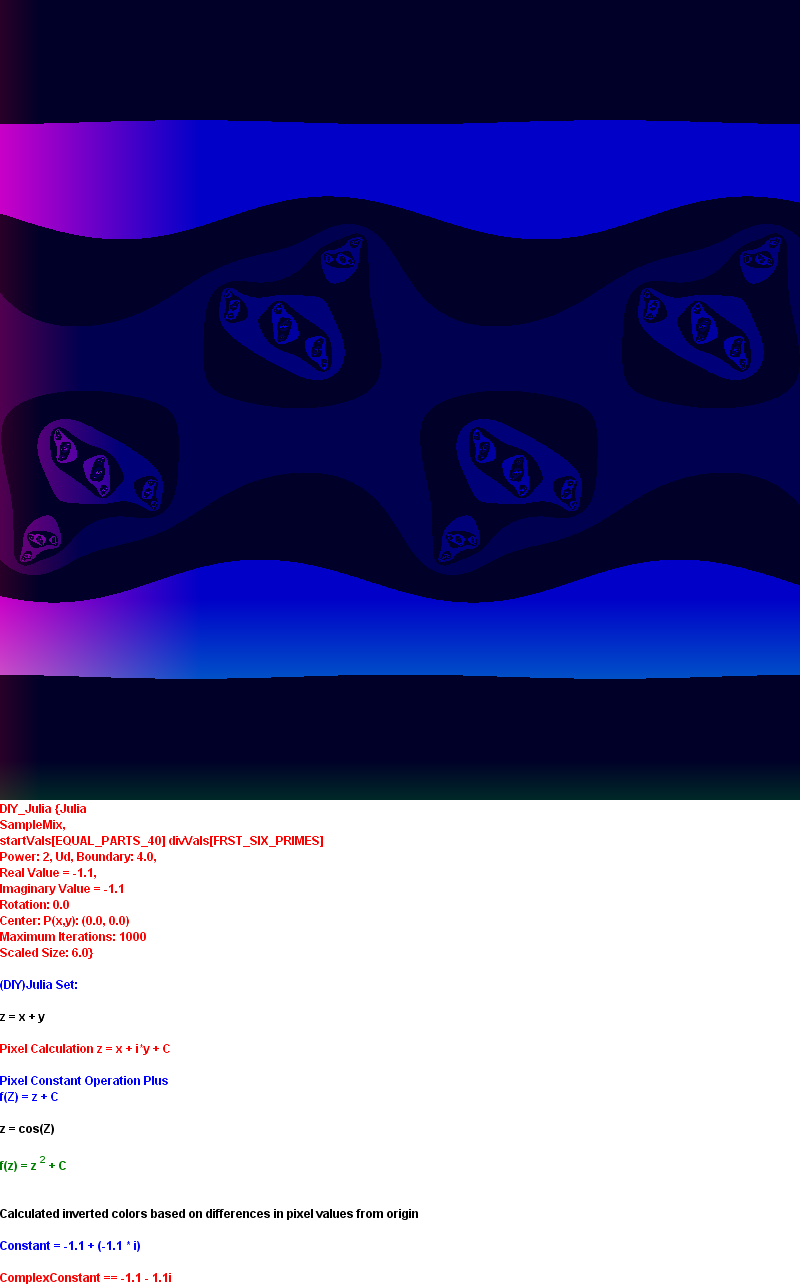 DIY_Julia {Julia
SampleMix,
startVals[EQUAL_PARTS_40] divVals[FRST_SIX_PRIMES]
Power: 2, Ud, Boundary: 4.0,
Real Value = -1.1,
Imaginary Value = -1.1
Rotation: 0.0
Center: P(x,y): (0.0, 0.0)
Maximum Iterations: 1000
Scaled Size: 6.0}
(DIY)Julia Set:
z = x + y
Pixel Calculation z = x + i*y + C
Pixel Constant Operation Plus
f(Z) = z + C
z = cos(Z)
f(z) = z 2 + C
Calculated inverted colors based on differences in pixel values from origin
Constant = -1.1 + (-1.1 * i)
ComplexConstant == -1.1 - 1.1i